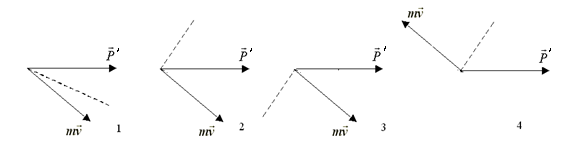 P⃗′ mv⃗ 1
P⃗′ mv⃗ 2
P⃗′ mv⃗ 3
mv⃗ P⃗′ 4